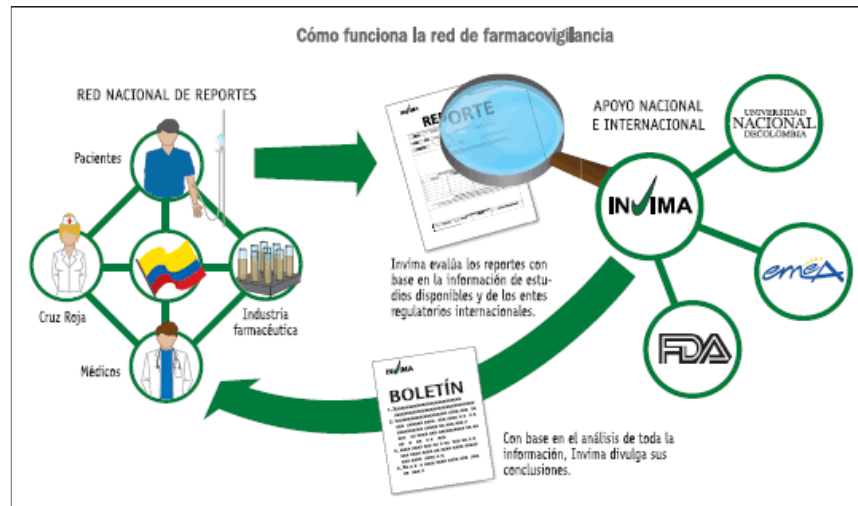 Cómo funciona la red de farmacovigilancia
RED NACIONAL DE REPORTES
Pacientes
Cruz Roja
Industria
farmacéutica
Médicos
INVIMA
REPORTE
Invima evalúa los reportes con
base en la información de estu-
dios disponibles y de los entes
regulatorios internacionales.
APOYO NACIONAL
E INTERNACIONAL
UNIVERSIDAD
NACIONAL
DE COLOMBIA
INVIMA
emeA
FDA
INVIMA
BOLETÍN
Con base en el análisis de toda la
información, Invima divulga sus
conclusiones.